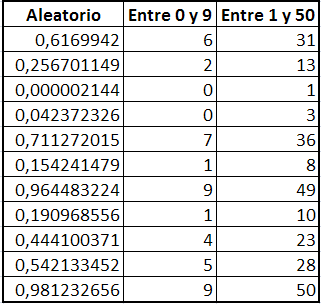 Aleatorio Entre 0 y 9 Entre 1 y 50
0,6169942 6 31
0,256701149 2 13
0,000002144 0 1
0,042372326 0 3
0,711272015 7 36
0,154241479 1 8
0,964483224 9 49
0,190968556 1 10
0,444100371 4 23
0,542133452 5 28
0,981232656 9 50